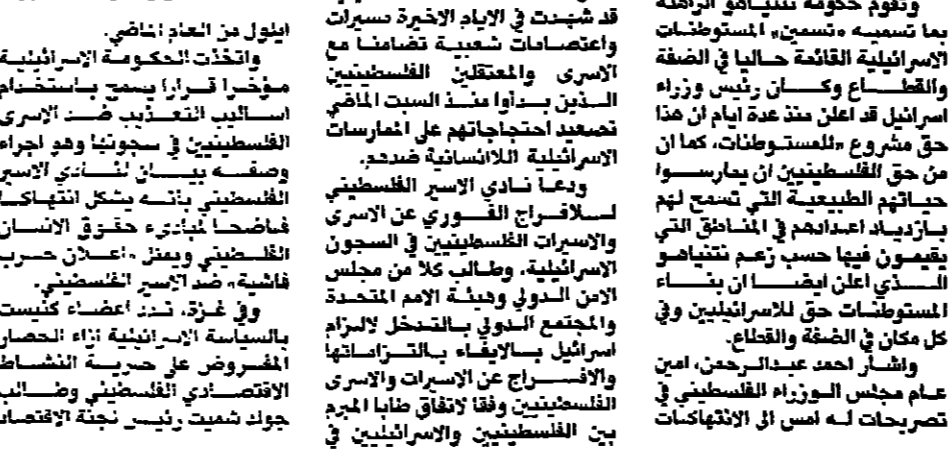 وتقوم حكومة نتنياهو الراهنة
بما تسميه «تسمين» المستوطنات
الاسرائيلية القائمة حاليا في الضفة
والقطاع وكان رئيس وزراء
اسرائيل قد اعلن منذ عدة ايام ان هذا
حق مشروع «للمستوطنات، كما ان
من حق الفلسطينيين ان يمارسوا
حياتهم الطبيعية التي تسمح لهم
بازدياد اعدادهم في المناطق التي
يقيمون فيها حسب زعم نتنياهو
الذي اعلن ايضا ان بناء
المستوطنات حق للاسرائيليين وفي
كل مكان في الضفة والقطاع.
واشار احمد عبدالرحمن، امين
عام مجلس الوزراء الفلسطيني في
تصريحات له امس الى الانتهاكات
قد شهدت في الايام الاخيرة مسيرات
واعتصامات شعبية تضامنا مع
الاسرى والمعتقلين الفلسطينيين
الذين بداوا منذ السبت الماضي
تصعيد احتجاجاتهم على الممارسات
الاسرائيلية اللاانسانية ضدهم.
ودعا نادي الاسير الفلسطيني
للافراج الفوري عن الاسرى
والاسيرات الفلسطينيين في السجون
الاسرائيلية، وطالب كلا من مجلس
الامن الدولي وهيئة الامم المتحدة
والمجتمع الدولي بالتدخل لالزام
اسرائيل بالايفاء بالتزاماتها
والافراج عن الاسيرات والاسرى
الفلسطينيين وفقا لاتفاق طابا المبرم
بين الفلسطينيين والاسرائيليين في
ايلول من العام الماضي.
واتخذت الحكومة الاسرائيلية
مؤخرا قرارا يسمح باستخدام
اساليب التعذيب ضد الاسرى
الفلسطينيين في سجونها وهو اجراء
وصفه بيان لنادي الاسير
الفلسطيني بانه يشكل انتهاكا
فاضحا لمبادىء حقوق الانسان
الفلسطيني ويمثل «اعلان حرب
فاشية» ضد الاسير الفلسطيني.
وفي غزة، ندد اعضاء كنيست
بالسياسة الاسرائيلية ازاء الحصار
المفروض على حرية النشاط
الاقتصادي الفلسطيني وطالب
جولد شميت رئيس لجنة الاقتصاد